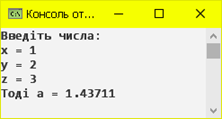 Консоль от...
Введіть числа:
x = 1
y = 2
z = 3
Тоді a = 1.43711